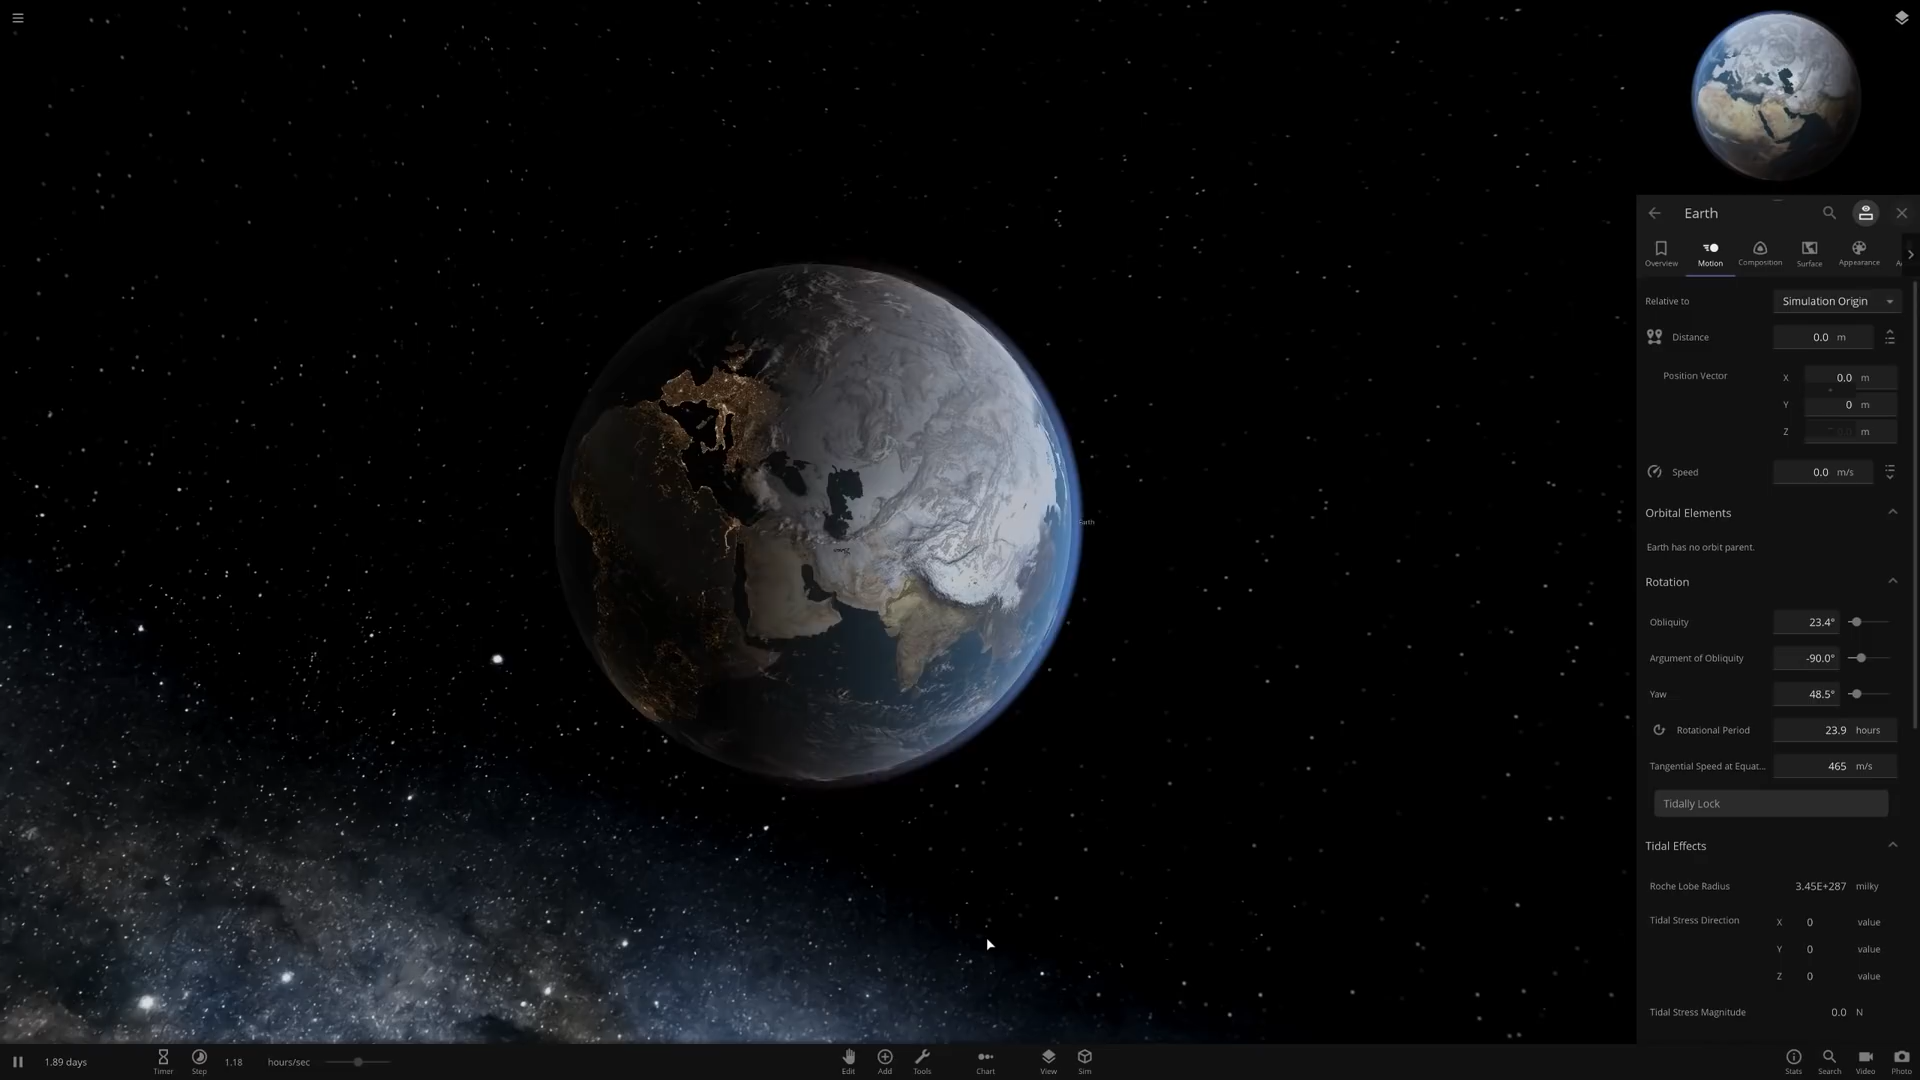 Earth
Overview Motion Composition Surface Appearance
Relative to Simulation Origin
Distance 0.0 m
Position Vector X 0.0 m
Y 0 m
Z m
Speed 0.0 m/s
Orbital Elements
Earth has no orbit parent.
Earth
Rotation
Obliquity 23.4°
Argument of Obliquity -90.0°
Yaw 48.5°
Rotational Period 23.9 hours
Tangential Speed at Equat... 465 m/s
Tidally Lock
Tidal Effects
Roche Lobe Radius 3.45E+287 milky
Tidal Stress Direction X 0 value
Y 0 value
Z 0 value
Tidal Stress Magnitude 0.0 N
1.89 days Timer Step 1.18 hours/sec Edit Add Tools Chart View Sim Stats Search Video Photo